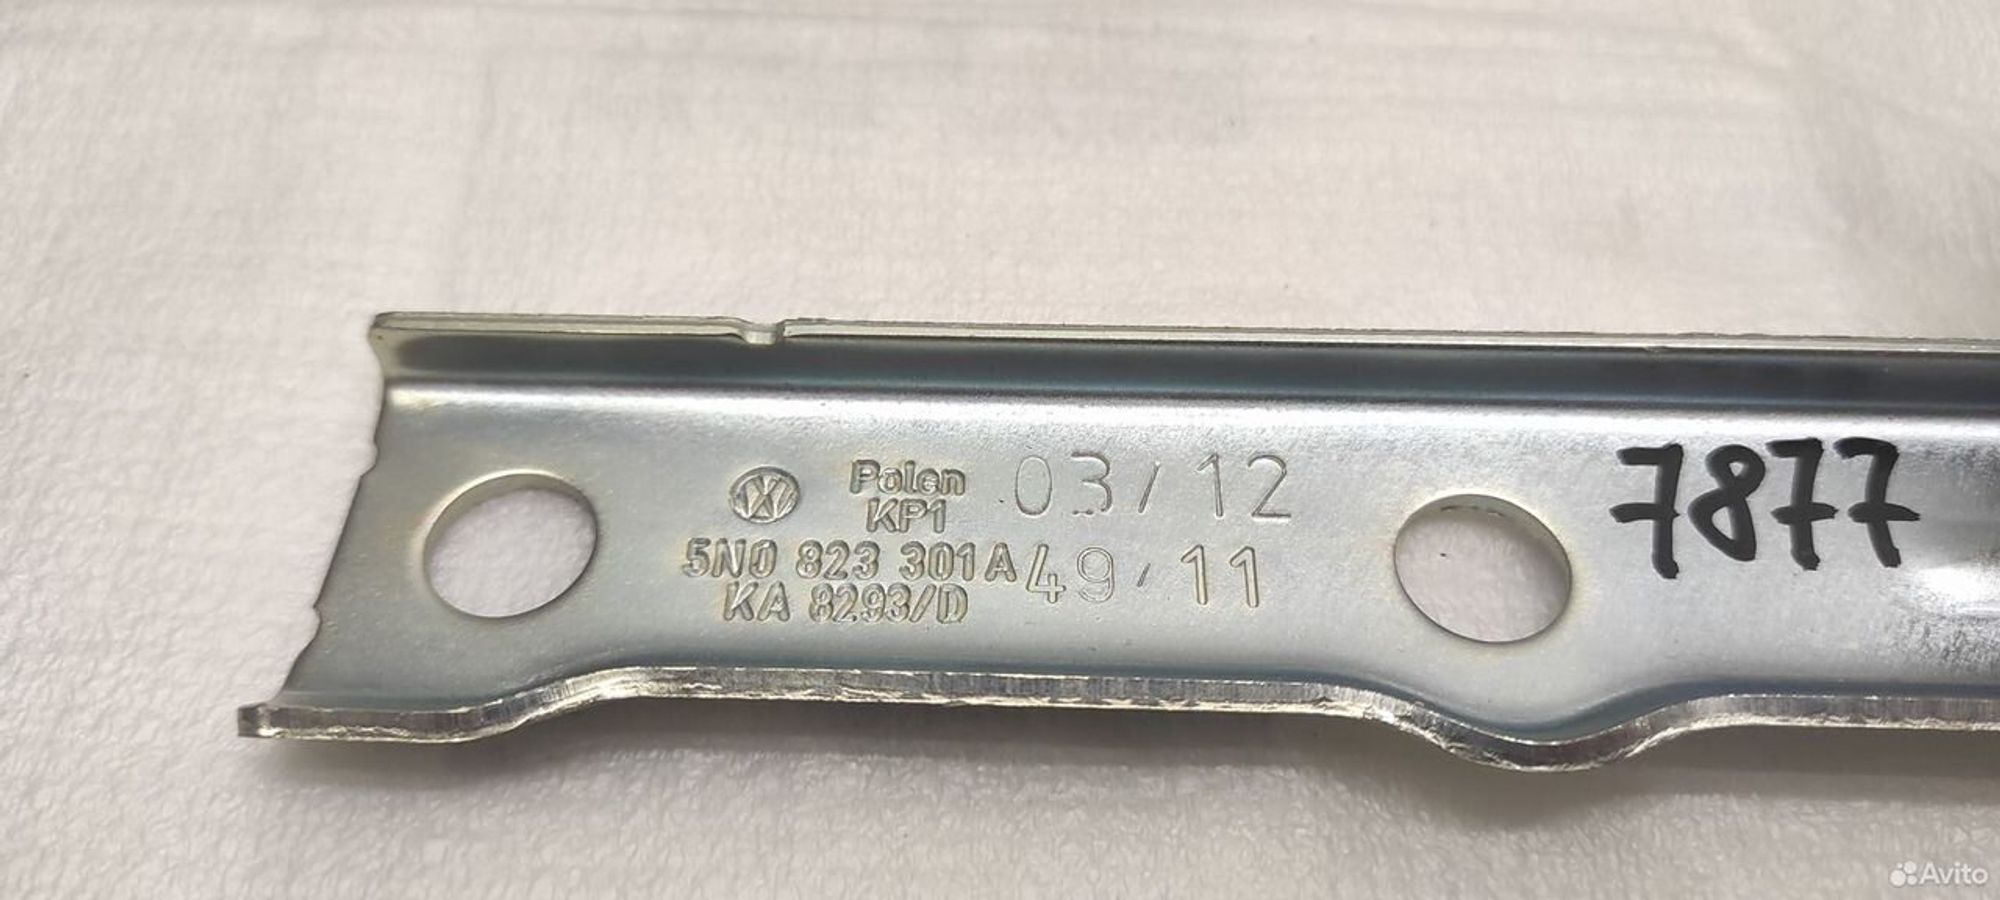 Polen 03/12
KP1
5N0 823 301A 49/11
KA 8293/D
7877
Avito